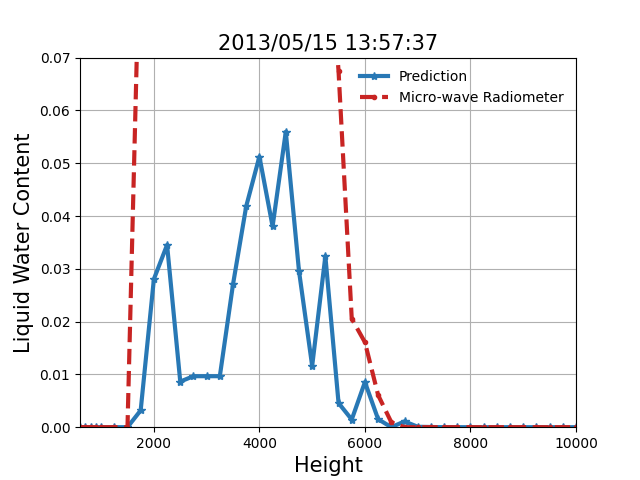 2013/05/15 13:57:37
0.07
0.06
0.05
0.04
0.03
0.02
0.01
0.00
Liquid Water Content
Prediction
Micro-wave Radiometer
2000 4000 6000 8000 10000
Height